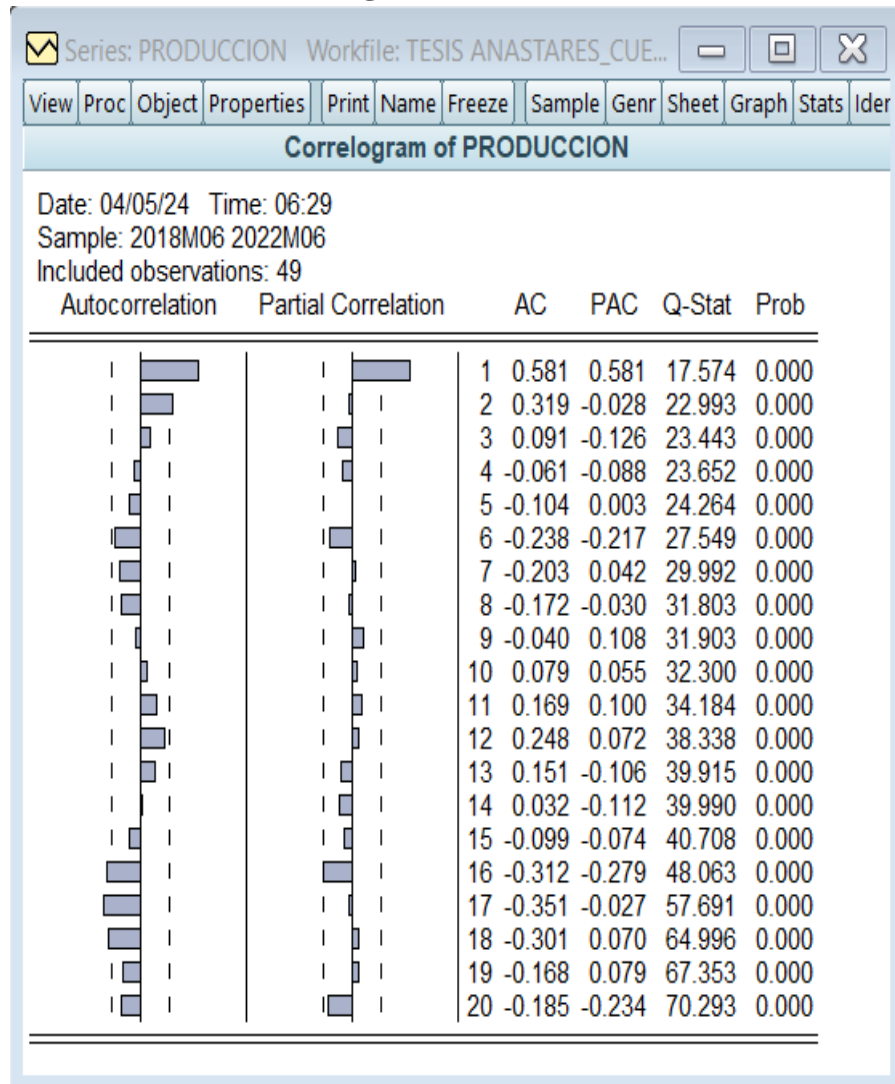 Series: PRODUCCION Workfile: TESIS ANASTARES_CUE...
View Proc Object Properties Print Name Freeze Sample Genr Sheet Graph Stats Iden
Correlogram of PRODUCCION
Date: 04/05/24 Time: 06:29
Sample: 2018M06 2022M06
Included observations: 49
Autocorrelation Partial Correlation AC PAC Q-Stat Prob
1 0.581 0.581 17.574 0.000
2 0.319 -0.028 22.993 0.000
3 0.091 -0.126 23.443 0.000
4 -0.061 -0.088 23.652 0.000
5 -0.104 0.003 24.264 0.000
6 -0.238 -0.217 27.549 0.000
7 -0.203 0.042 29.992 0.000
8 -0.172 -0.030 31.803 0.000
9 -0.040 0.108 31.903 0.000
10 0.079 0.055 32.300 0.000
11 0.169 0.100 34.184 0.000
12 0.248 0.072 38.338 0.000
13 0.151 -0.106 39.915 0.000
14 0.032 -0.112 39.990 0.000
15 -0.099 -0.074 40.708 0.000
16 -0.312 -0.279 48.063 0.000
17 -0.351 -0.027 57.691 0.000
18 -0.301 0.070 64.996 0.000
19 -0.168 0.079 67.353 0.000
20 -0.185 -0.234 70.293 0.000